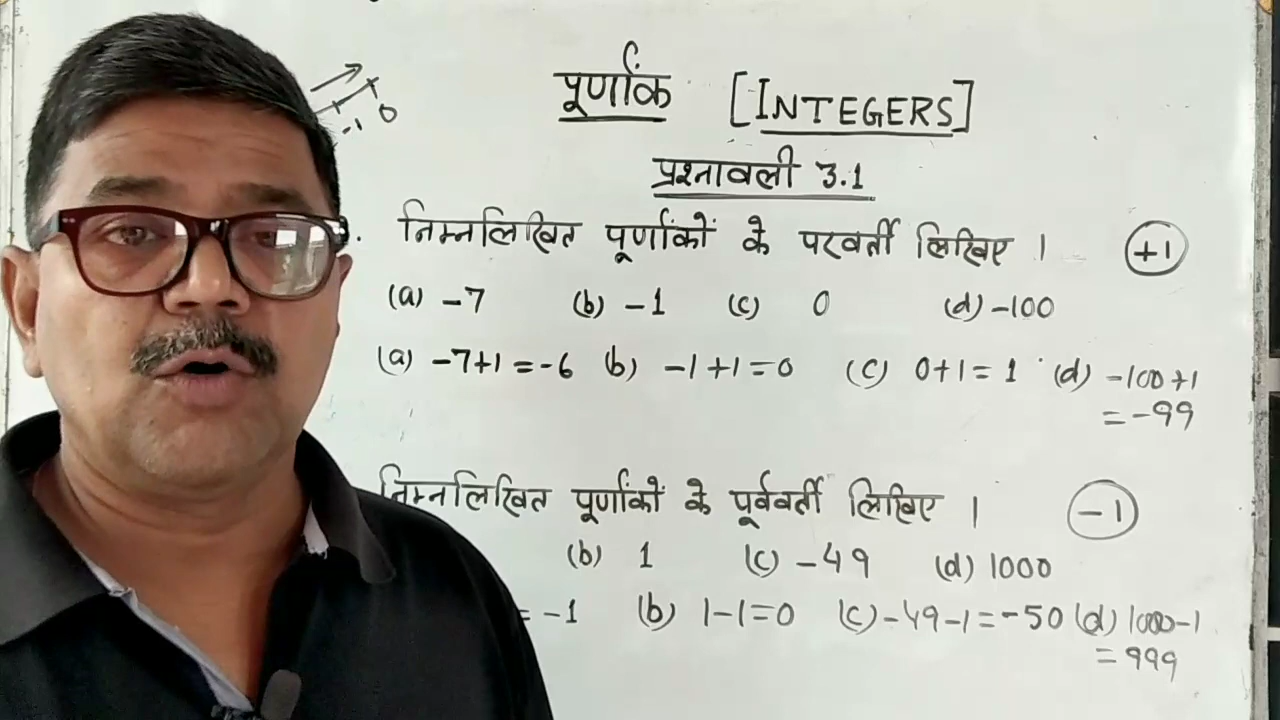 -1 0
पूर्णांक [INTEGERS]
प्रश्नावली 3.1
. निम्नलिखित पूर्णांकों के परवर्ती लिखिए । +1
(a) -7 (b) -1 (c) 0 (d) -100
(a) -7+1=-6 (b) -1+1=0 (c) 0+1=1 (d) -100+1
=-99
निम्नलिखित पूर्णांकों के पूर्ववर्ती लिखिए । -1
(b) 1 (c) -49 (d) 1000
= -1 (b) 1-1=0 (c) -49-1=-50 (d) 1000-1
=999